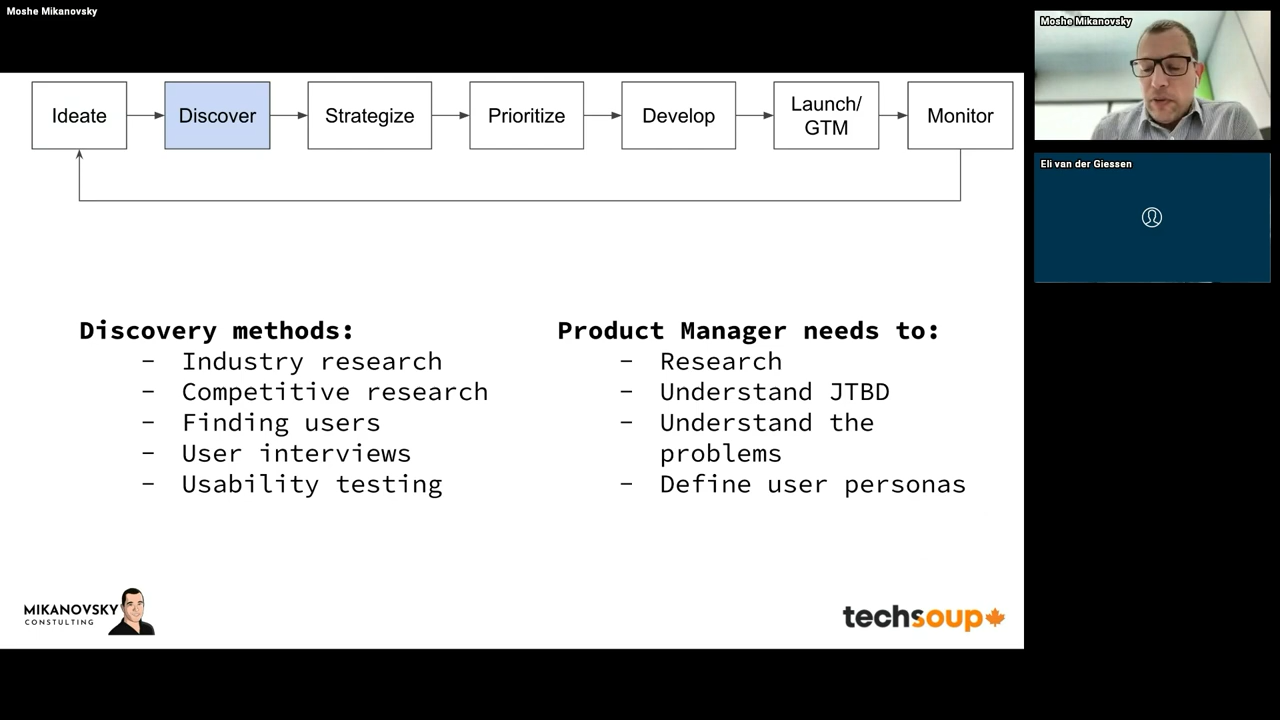 Moshe Mikanovsky
Moshe Mikanovsky
Eli van der Giessen
Ideate
Discover
Strategize
Prioritize
Develop
Launch/
GTM
Monitor
Discovery methods:
- Industry research
- Competitive research
- Finding users
- User interviews
- Usability testing
Product Manager needs to:
- Research
- Understand JTBD
- Understand the
problems
- Define user personas
MIKANOVSKY
CONSTULTING
techsoup